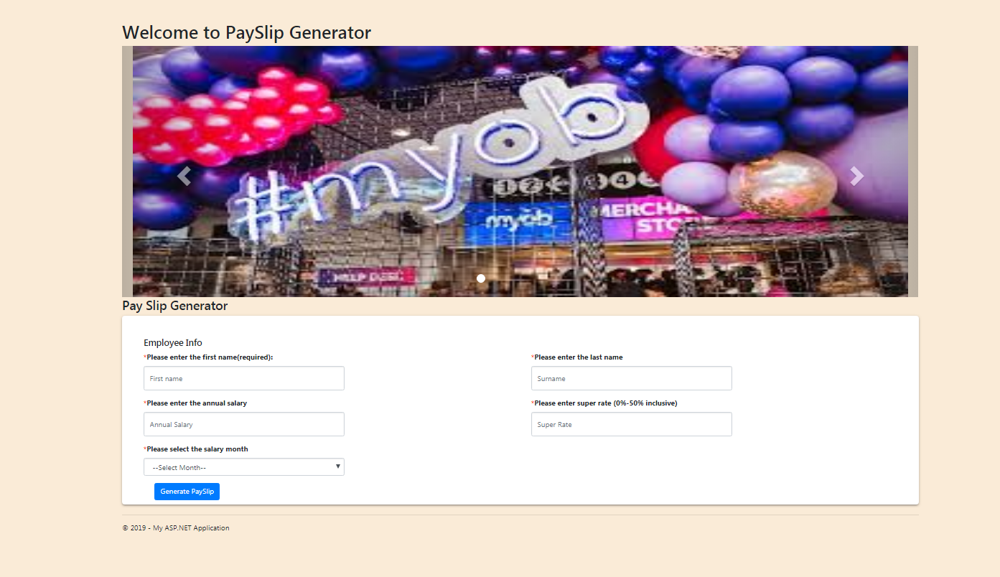 Welcome to PaySlip Generator
#myob
1 2 4
myob
MERCHA
STO
HELP DESK
Pay Slip Generator
Employee Info
*Please enter the first name(required):
*Please enter the last name
First name
Surname
*Please enter the annual salary
*Please enter super rate (0%-50% inclusive)
Annual Salary
Super Rate
*Please select the salary month
--Select Month--
Generate PaySlip
© 2019 - My ASP.NET Application